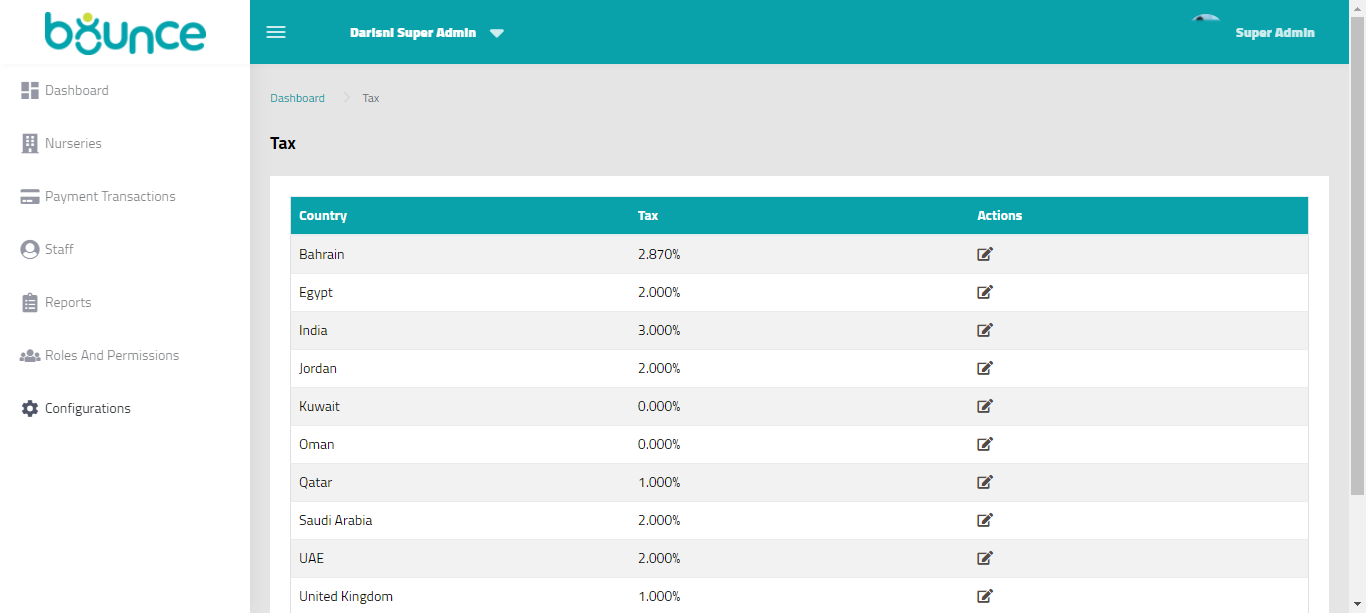 bounce
Darisni Super Admin
Super Admin
Dashboard
Nurseries
Payment Transactions
Staff
Reports
Roles And Permissions
Configurations
Dashboard Tax
Tax
Country Tax Actions
Bahrain 2.870%
Egypt 2.000%
India 3.000%
Jordan 2.000%
Kuwait 0.000%
Oman 0.000%
Qatar 1.000%
Saudi Arabia 2.000%
UAE 2.000%
United Kingdom 1.000%